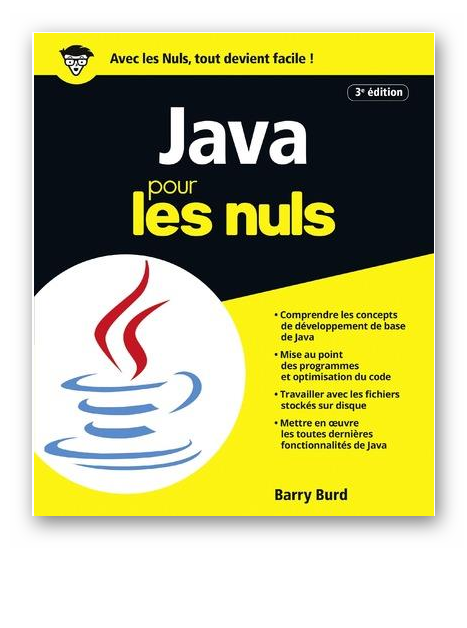 Avec les Nuls, tout devient facile !
3e édition
Java
pour
les nuls
• Comprendre les concepts
de développement de base
de Java
• Mise au point
des programmes
et optimisation du code
• Travailler avec les fichiers
stockés sur disque
• Mettre en œuvre
les toutes dernières
fonctionnalités de Java
Barry Burd